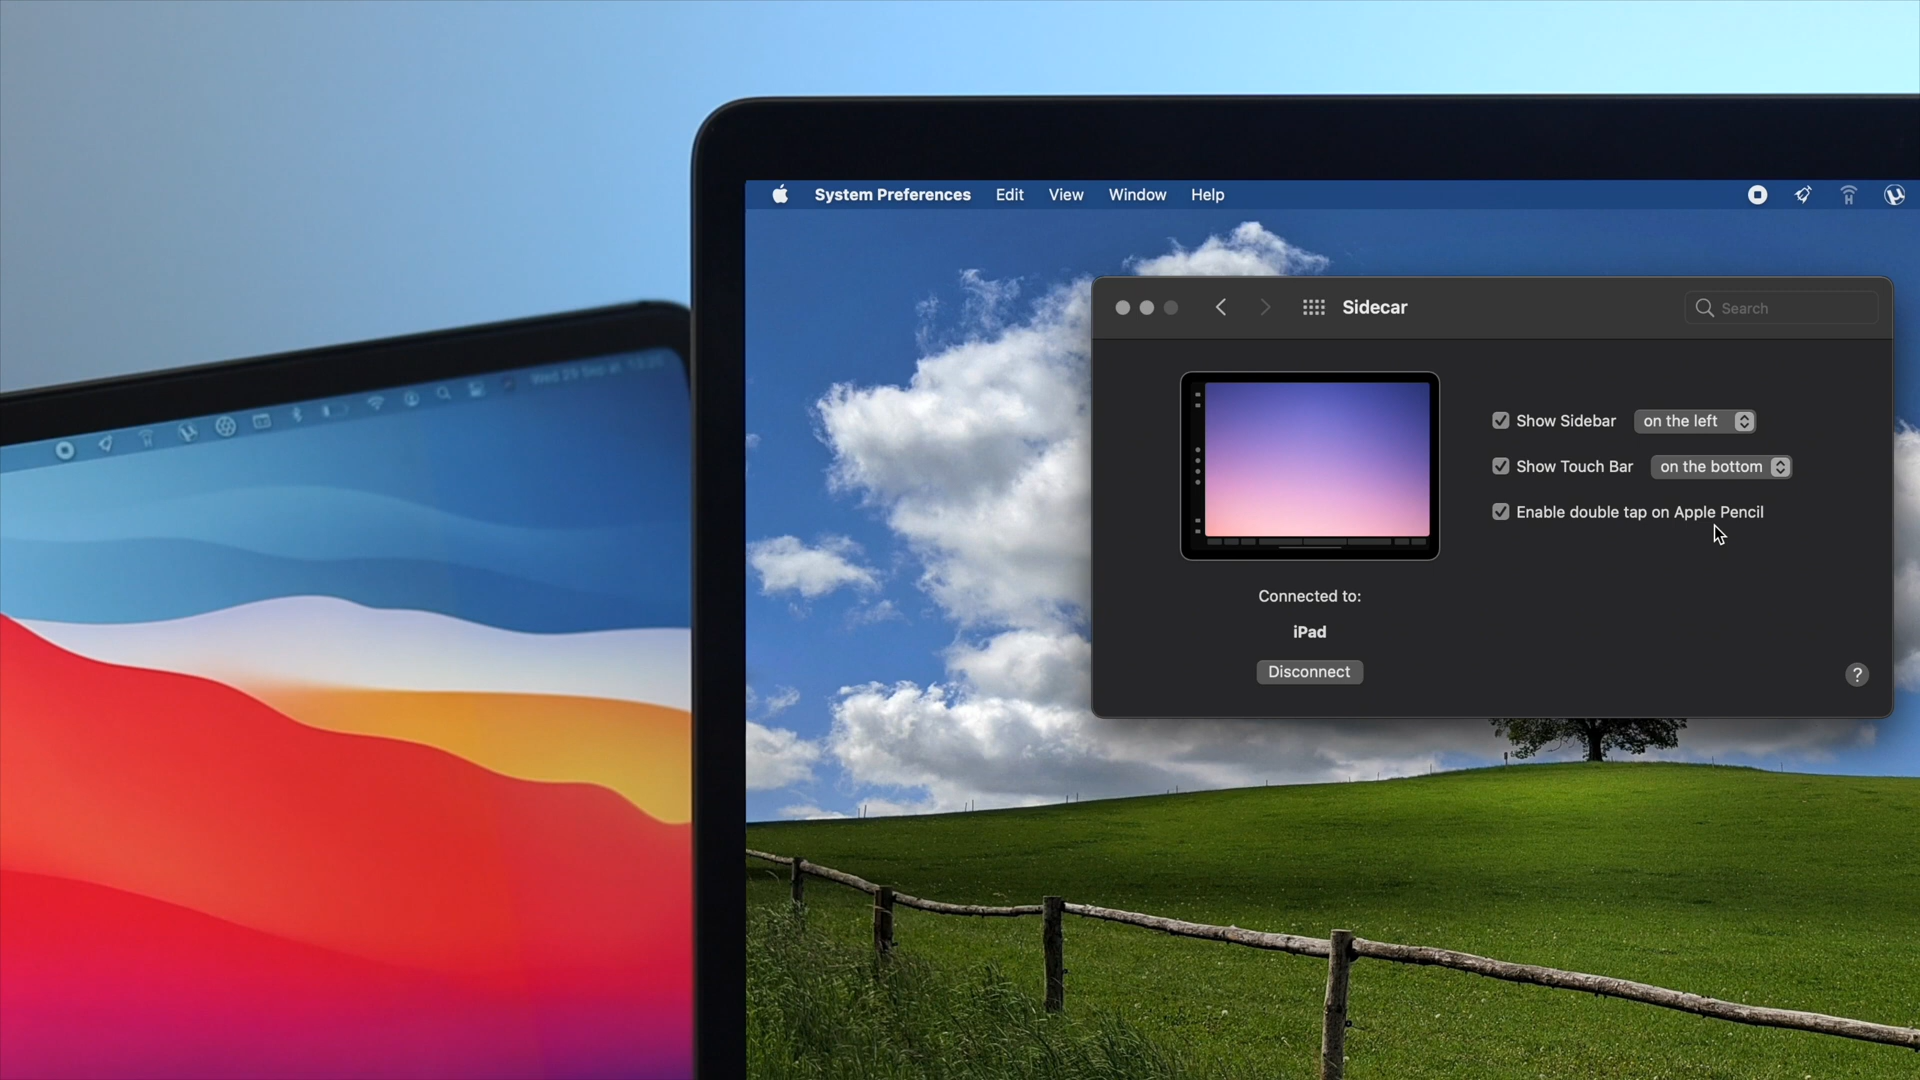 System Preferences Edit View Window Help
Sidecar
Search
Show Sidebar on the left
Show Touch Bar on the bottom
Enable double tap on Apple Pencil
Connected to:
iPad
Disconnect
?